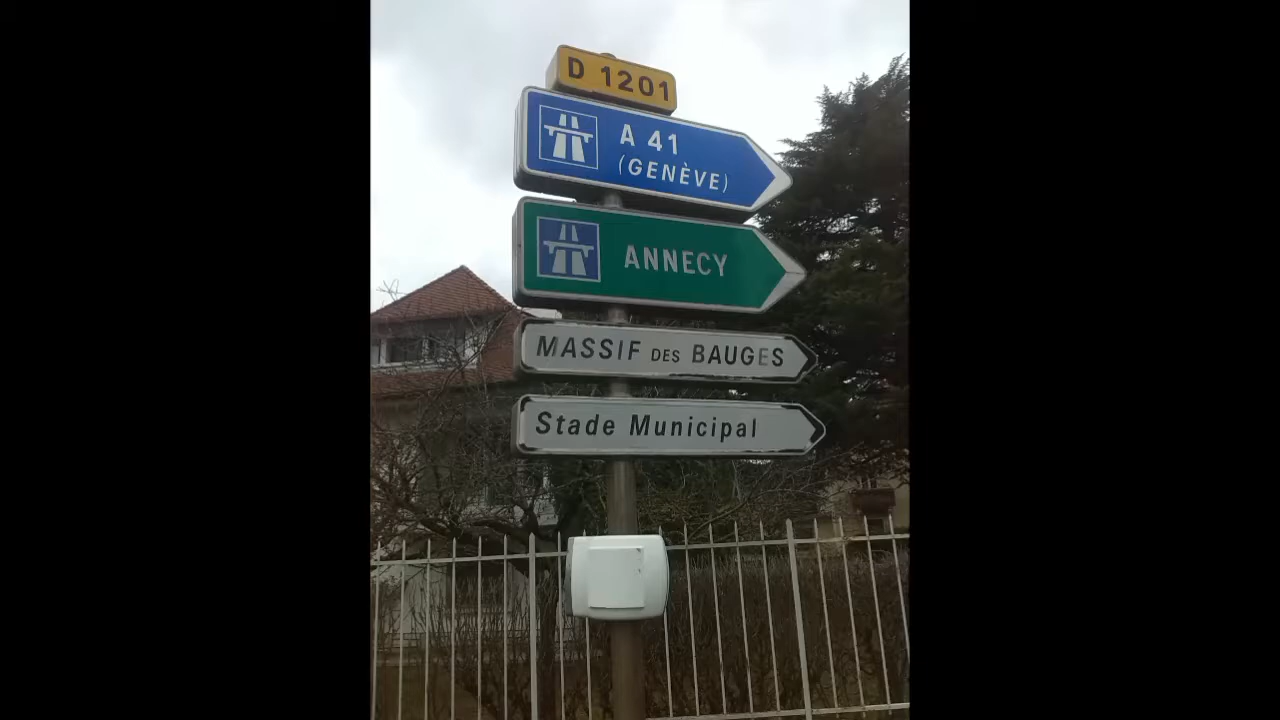 D 1201
A 41
(GENÈVE)
ANNECY
MASSIF DES BAUGES
Stade Municipal